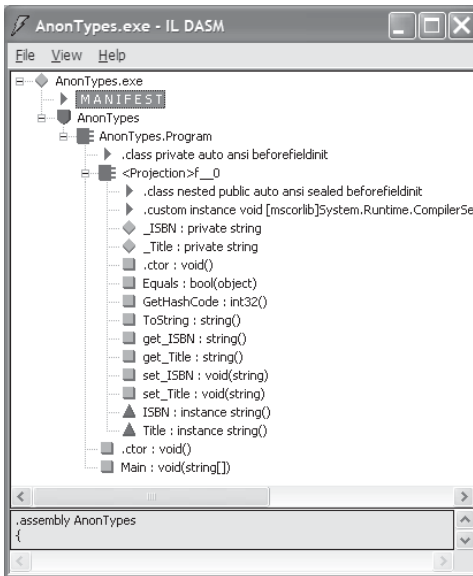 AnonTypes.exe - IL DASM
File View Help
AnonTypes.exe
MANIFEST
AnonTypes
AnonTypes.Program
.class private auto ansi beforefieldinit
<Projection>f__0
.class nested public auto ansi sealed beforefieldinit
.custom instance void [mscorlib]System.Runtime.CompilerSe
_ISBN : private string
_Title : private string
.ctor : void()
Equals : bool(object)
GetHashCode : int32()
ToString : string()
get_ISBN : string()
get_Title : string()
set_ISBN : void(string)
set_Title : void(string)
ISBN : instance string()
Title : instance string()
.ctor : void()
Main : void(string[])
.assembly AnonTypes
{